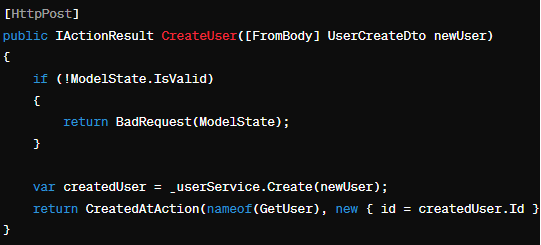 [HttpPost]
public IActionResult CreateUser([FromBody] UserCreateDto newUser)
{
    if (!ModelState.IsValid)
    {
        return BadRequest(ModelState);
    }

    var createdUser = _userService.Create(newUser);
    return CreatedAtAction(nameof(GetUser), new { id = createdUser.Id }
}